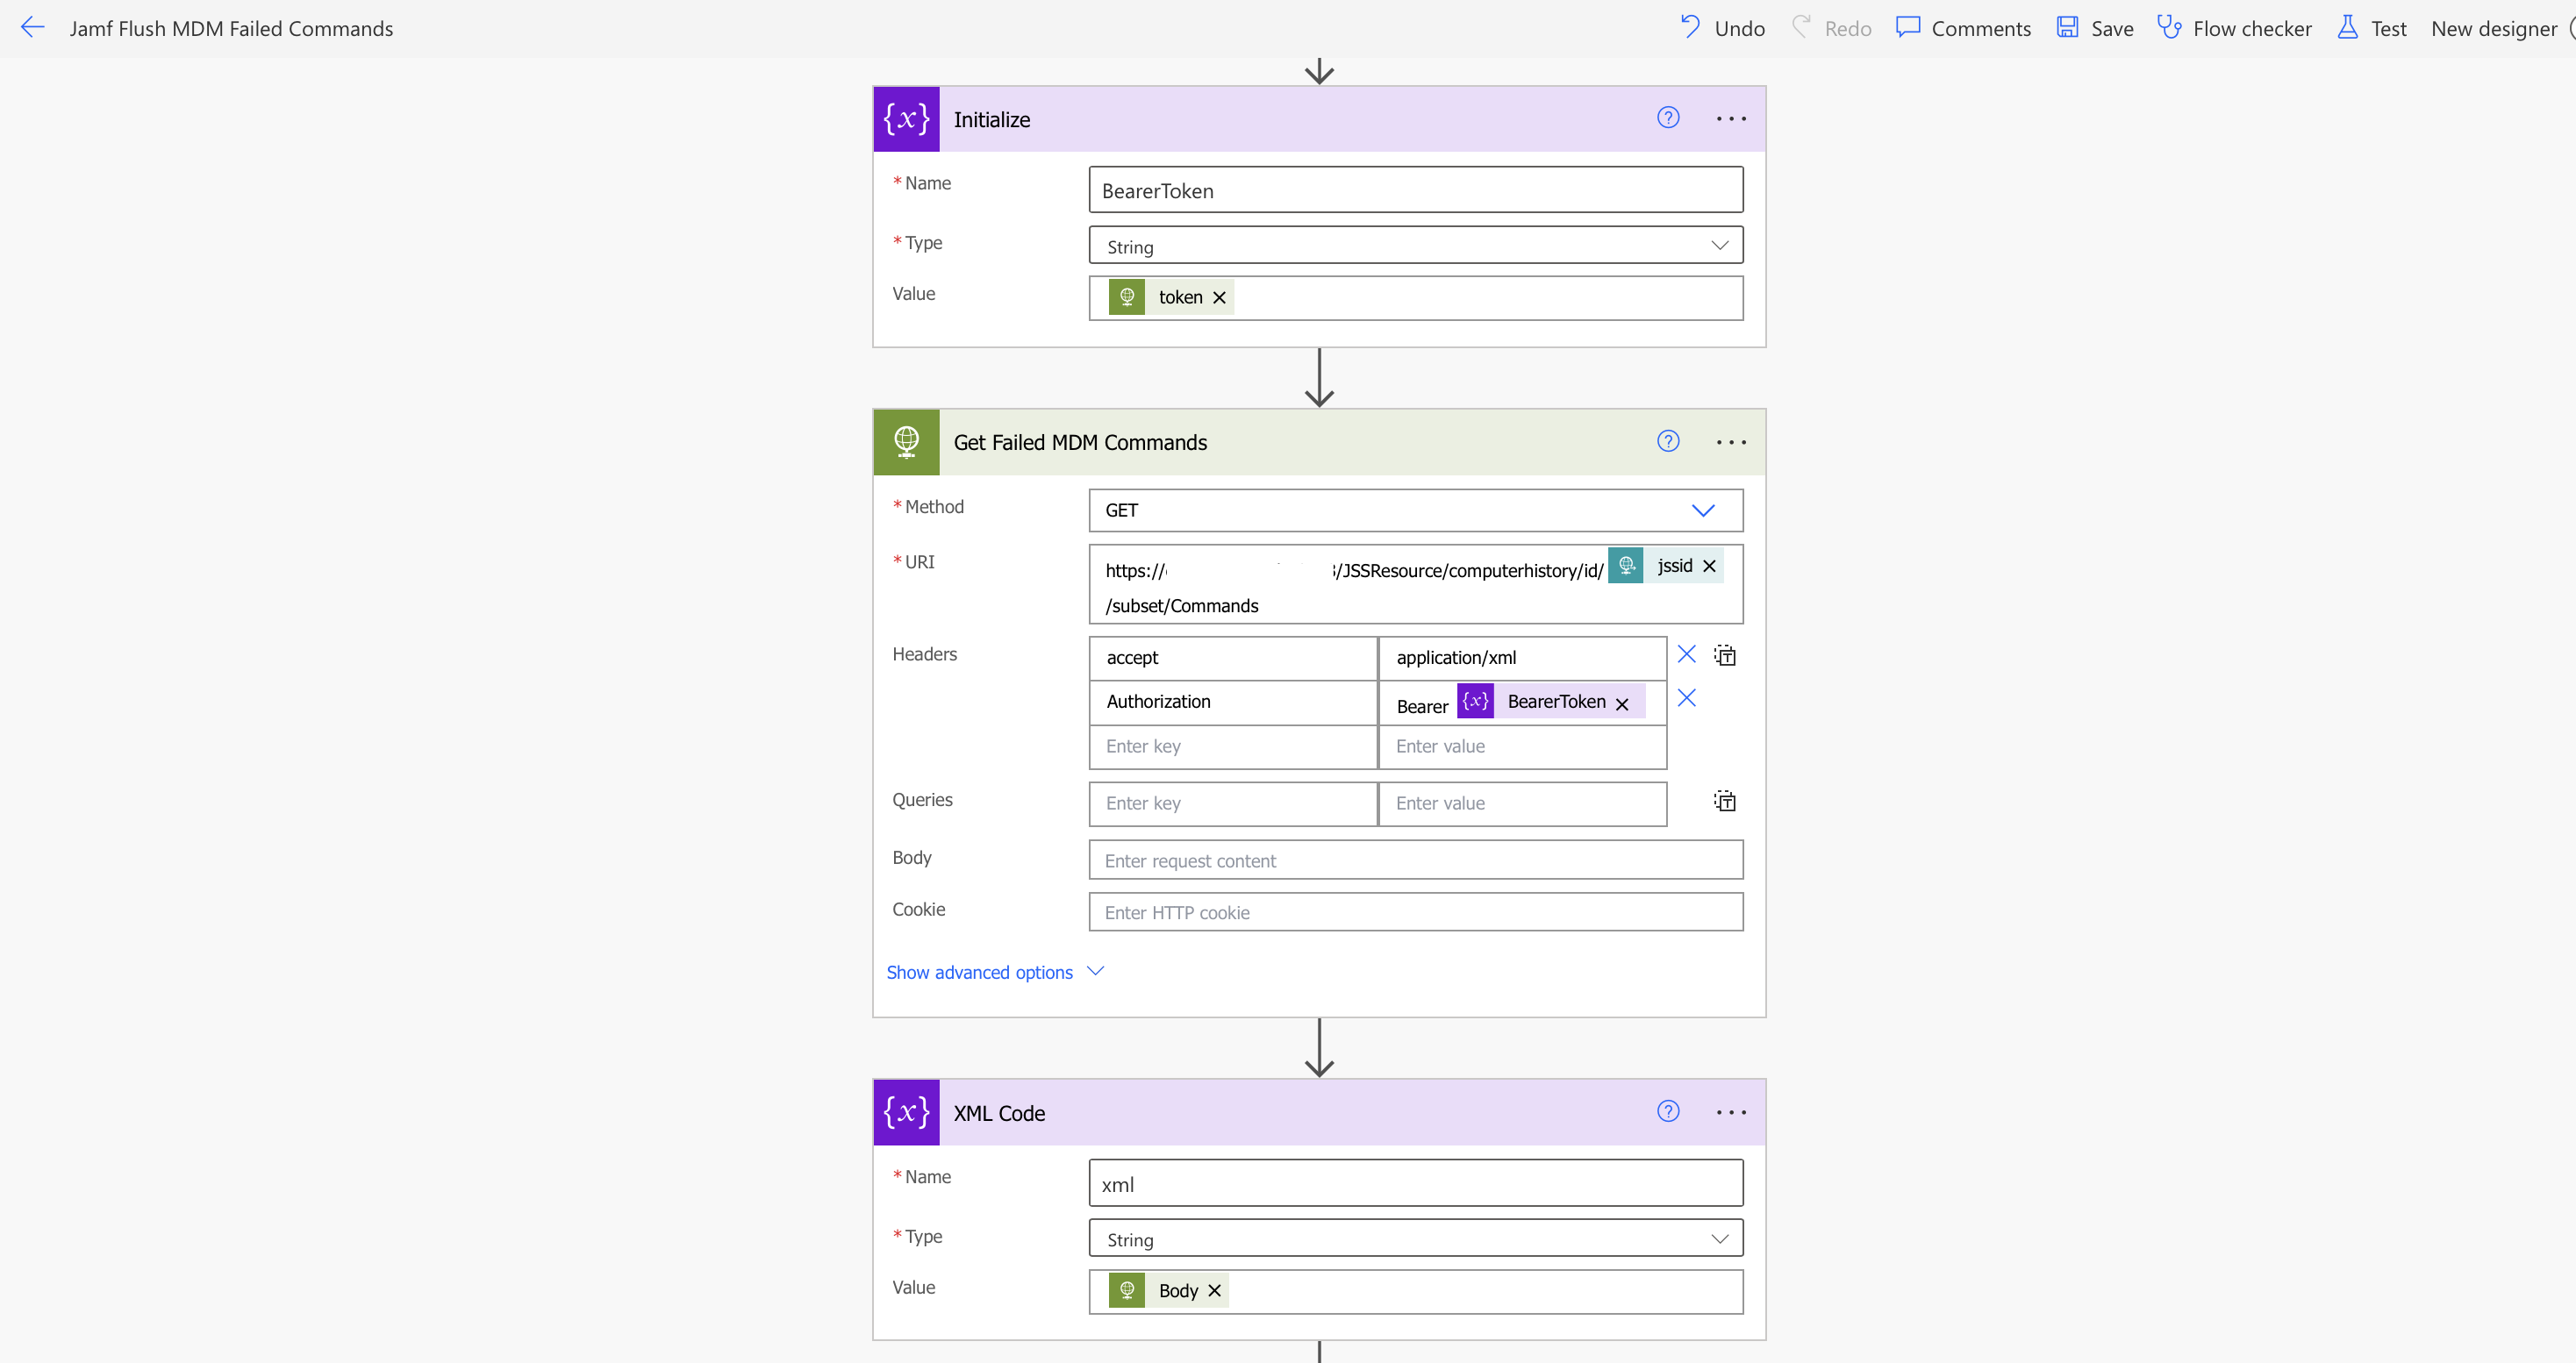 Jamf Flush MDM Failed Commands
Undo
Redo
Comments
Save
Flow checker
Test
New designer
{x} Initialize
? ...
* Name
BearerToken
* Type
String
Value
token
Get Failed MDM Commands
? ...
* Method
GET
* URI
https:// /JSSResource/computerhistory/id/ jssid
/subset/Commands
Headers
accept application/xml
Authorization Bearer {x} BearerToken
Enter key Enter value
Queries
Enter key Enter value
Body
Enter request content
Cookie
Enter HTTP cookie
Show advanced options
{x} XML Code
? ...
* Name
xml
* Type
String
Value
Body